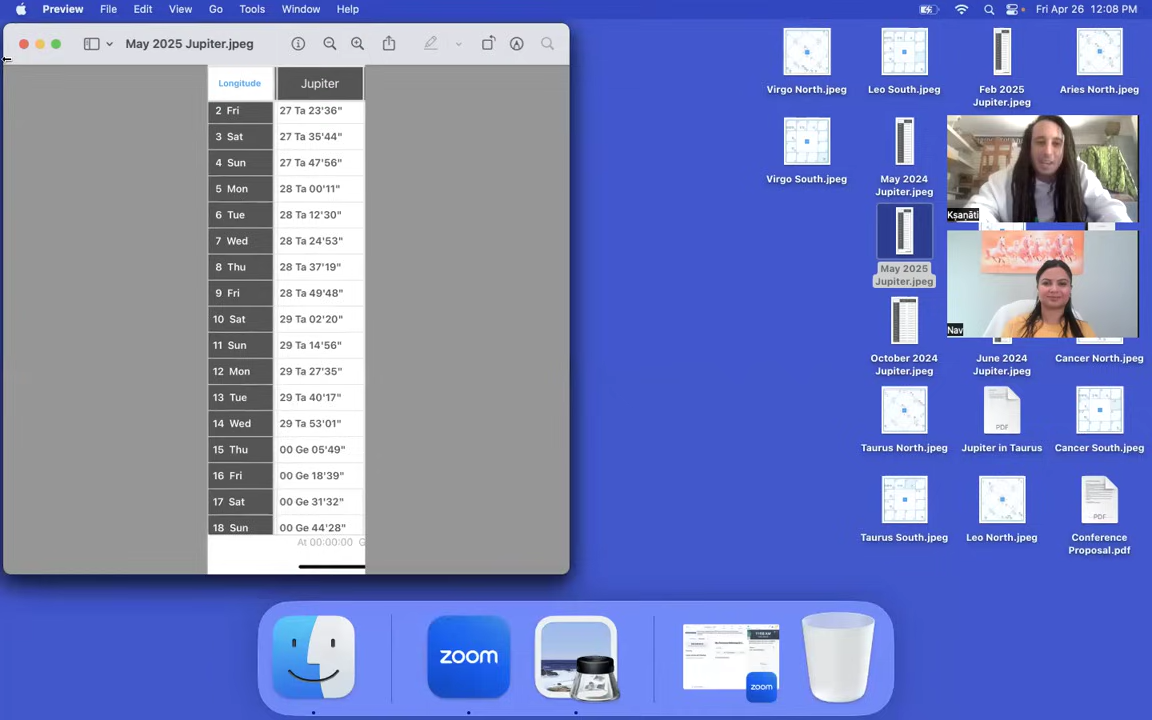 Preview File Edit View Go Tools Window Help Fri Apr 26 12:08 PM
May 2025 Jupiter.jpeg
Longitude Jupiter
2 Fri 27 Ta 23'36"
3 Sat 27 Ta 35'44"
4 Sun 27 Ta 47'56"
5 Mon 28 Ta 00'11"
6 Tue 28 Ta 12'30"
7 Wed 28 Ta 24'53"
8 Thu 28 Ta 37'19"
9 Fri 28 Ta 49'48"
10 Sat 29 Ta 02'20"
11 Sun 29 Ta 14'56"
12 Mon 29 Ta 27'35"
13 Tue 29 Ta 40'17"
14 Wed 29 Ta 53'01"
15 Thu 00 Ge 05'49"
16 Fri 00 Ge 18'39"
17 Sat 00 Ge 31'32"
18 Sun 00 Ge 44'28"
At 00:00:00 G
Virgo North.jpeg
Leo South.jpeg
Feb 2025
Jupiter.jpeg
Aries North.jpeg
Virgo South.jpeg
May 2024
Jupiter.jpeg
Kṣanāti
May 2025
Jupiter.jpeg
Nav
October 2024
Jupiter.jpeg
June 2024
Jupiter.jpeg
Cancer North.jpeg
Taurus North.jpeg
PDF
Jupiter in Taurus
Cancer South.jpeg
Taurus South.jpeg
Leo North.jpeg
PDF
Conference
Proposal.pdf
zoom
zoom